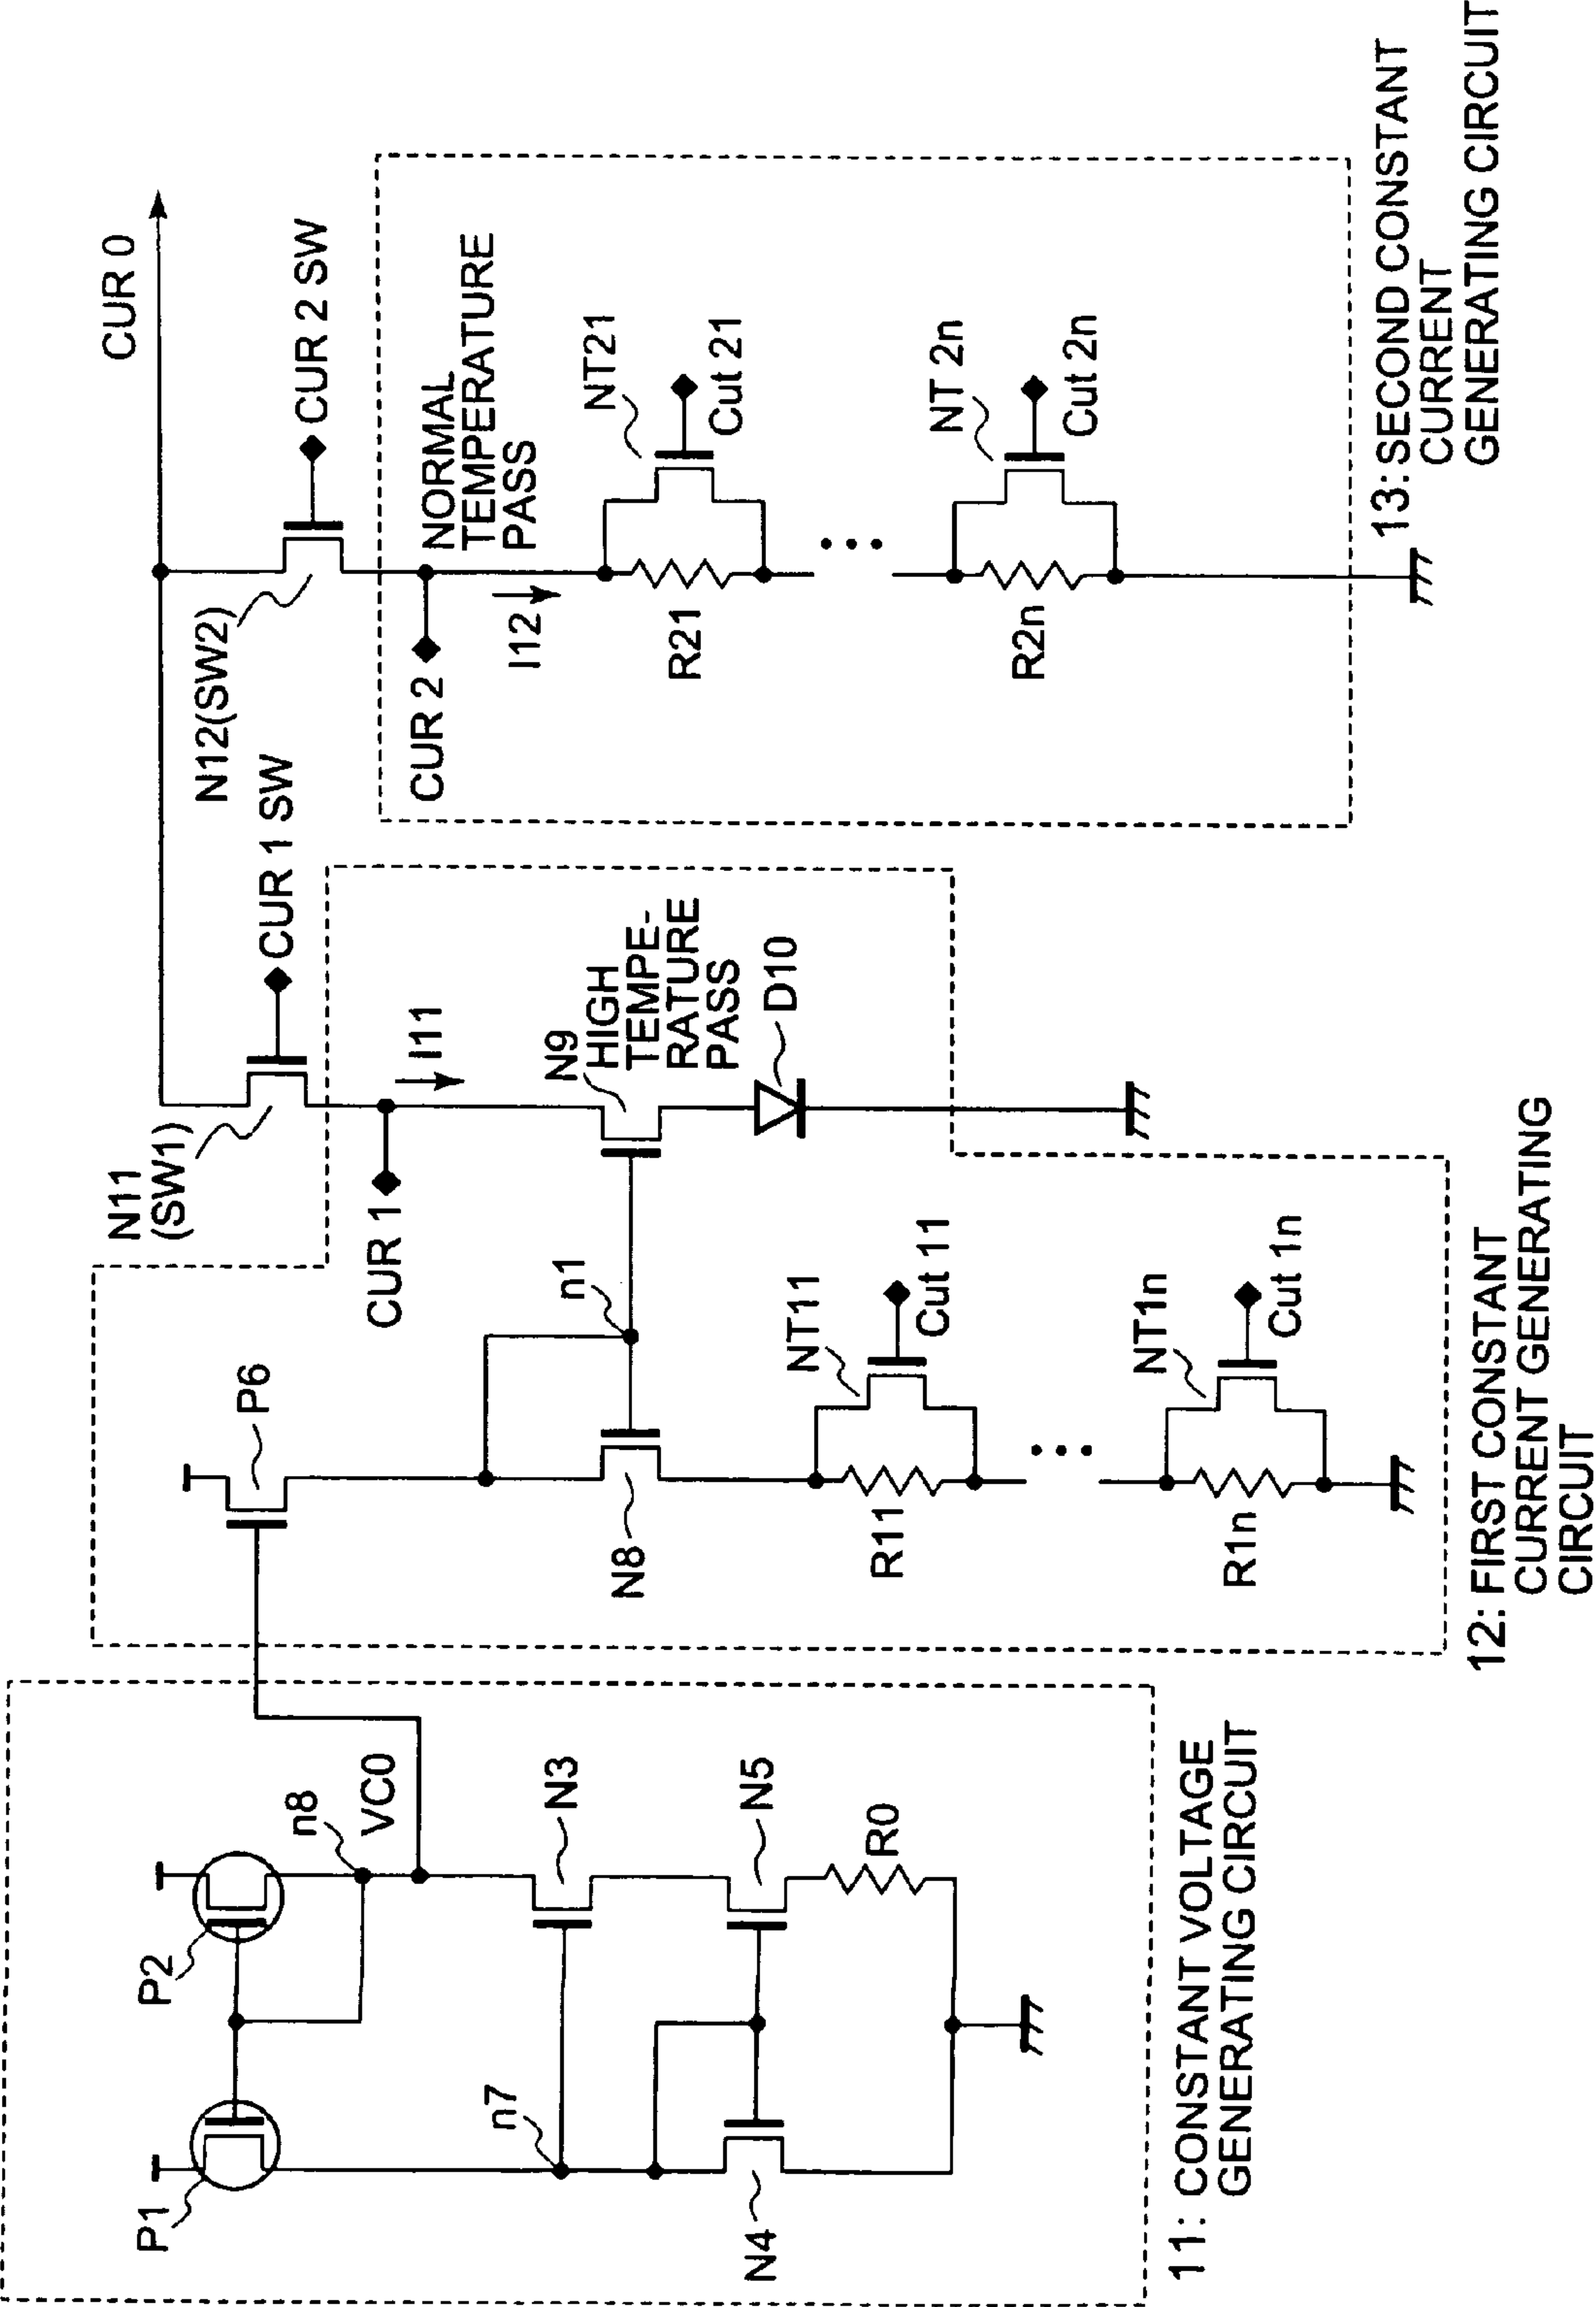 CUR 0
CUR 2 SW
N12(SW2)
CUR 1 SW
N11
(SW1)
NORMAL
TEMPERATURE
PASS
CUR 2
I12
NT21
Cut 21
R21
NT 2n
Cut 2n
R2n
13: SECOND CONSTANT
CURRENT
GENERATING CIRCUIT
CUR 1
I11
N9
HIGH
TEMPE-
RATURE
PASS
D10
P6
n1
N8
NT11
Cut 11
R11
NT1n
Cut 1n
R1n
12: FIRST CONSTANT
CURRENT GENERATING
CIRCUIT
P1
P2
n8
VC0
n7
N3
N4
N5
R0
11: CONSTANT VOLTAGE
GENERATING CIRCUIT